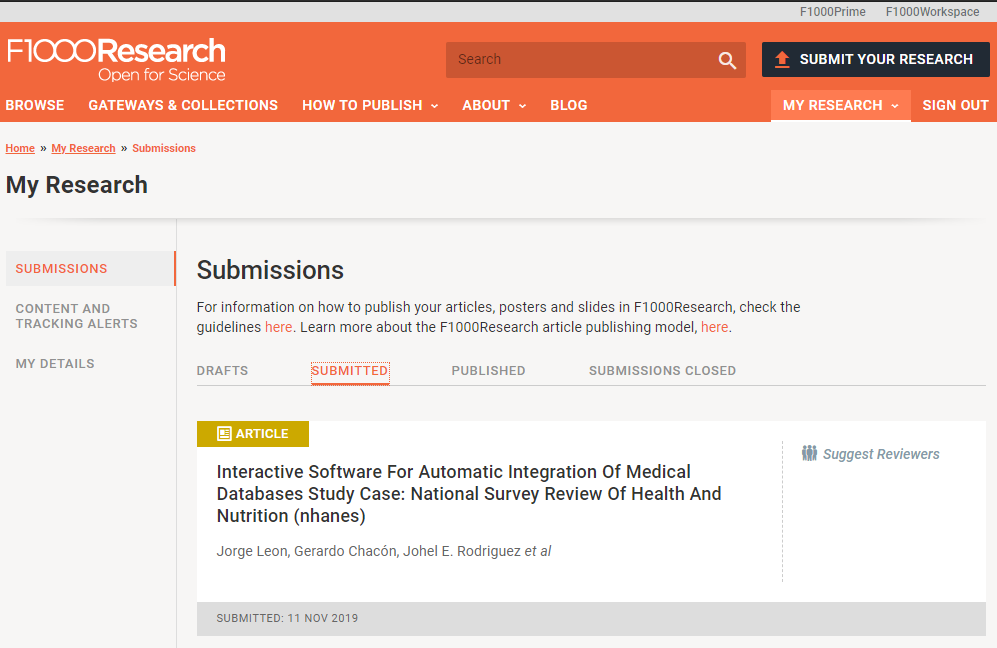 F1000Prime F1000Workspace
F1000Research
Open for Science
Search
SUBMIT YOUR RESEARCH
BROWSE GATEWAYS & COLLECTIONS HOW TO PUBLISH ABOUT BLOG MY RESEARCH SIGN OUT
Home » My Research » Submissions
My Research
SUBMISSIONS
CONTENT AND
TRACKING ALERTS
MY DETAILS
Submissions
For information on how to publish your articles, posters and slides in F1000Research, check the
guidelines here. Learn more about the F1000Research article publishing model, here.
DRAFTS SUBMITTED PUBLISHED SUBMISSIONS CLOSED
ARTICLE
Interactive Software For Automatic Integration Of Medical
Databases Study Case: National Survey Review Of Health And
Nutrition (nhanes)
Jorge Leon, Gerardo Chacón, Johel E. Rodriguez et al
Suggest Reviewers
SUBMITTED: 11 NOV 2019